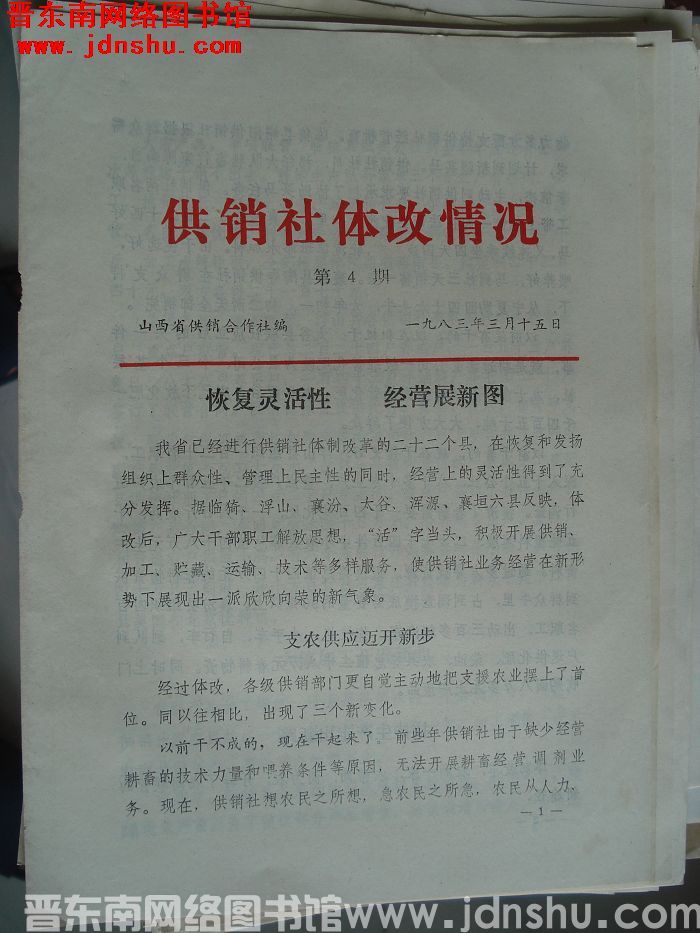 晋东南网络图书馆
www.jdnshu.com
供销社体改情况
第 4 期
山西省供销合作社编 一九八三年三月十五日
恢复灵活性 经营展新图
我省已经进行供销社体制改革的二十二个县，在恢复和发扬
组织上群众性、管理上民主性的同时，经营上的灵活性得到了充
分发挥。据临猗、浮山、襄汾、太谷、浑源、襄垣六县反映，体
改后，广大干部职工解放思想，“活”字当头，积极开展供销、
加工、贮藏、运输、技术等多样服务，使供销社业务经营在新形
势下展现出一派欣欣向荣的新气象。
支农供应迈开新步
经过体改，各级供销部门更自觉主动地把支援农业摆上了首
位。同以往相比，出现了三个新变化。
以前干不成的，现在干起来了。前些年供销社由于缺少经营
耕畜的技术力量和喂养条件等原因，无法开展耕畜经营调剂业
务。现在，供销社想农民之所想，急农民之所急，农民从人力、
— 1 —
晋东南网络图书馆 www.jdnshu.com